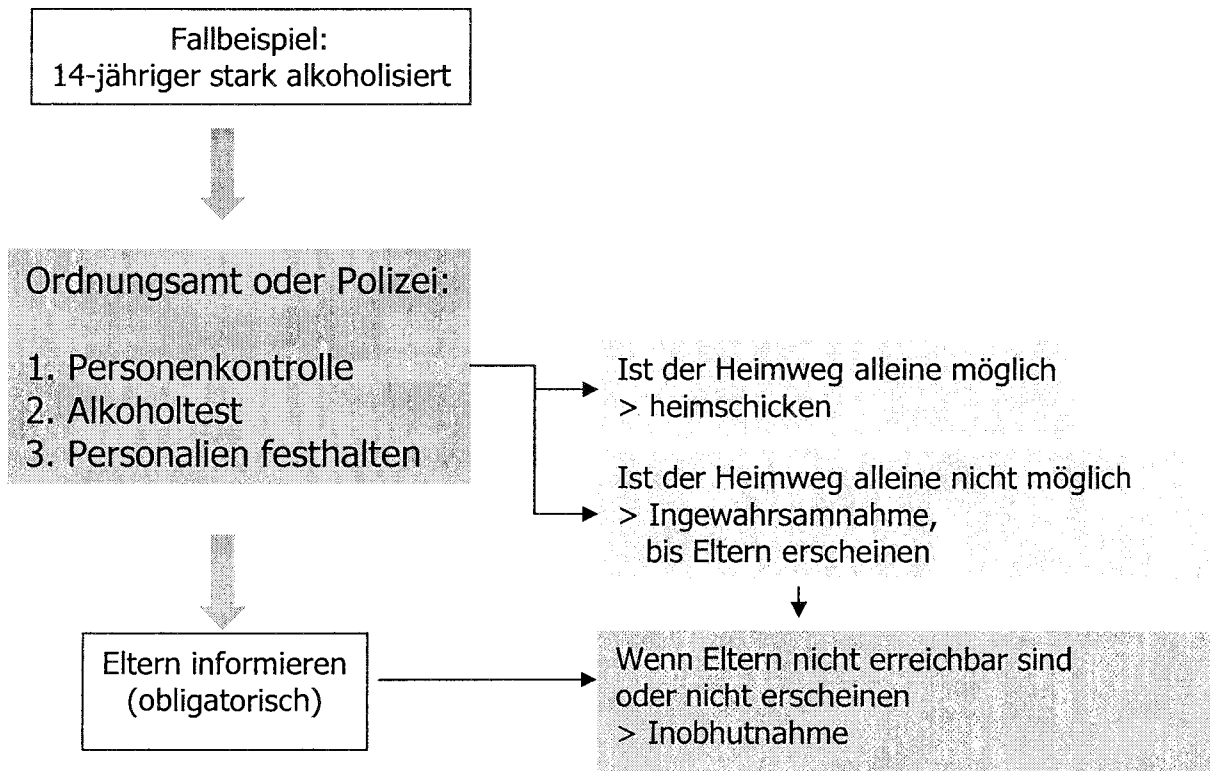 Fallbeispiel:
14-jähriger stark alkoholisiert
Ordnungsamt oder Polizei:
1. Personenkontrolle
2. Alkoholtest
3. Personalien festhalten
Ist der Heimweg alleine möglich
> heimschicken
Ist der Heimweg alleine nicht möglich
> Ingewahrsamnahme,
bis Eltern erscheinen
Eltern informieren
(obligatorisch)
Wenn Eltern nicht erreichbar sind
oder nicht erscheinen
> Inobhutnahme